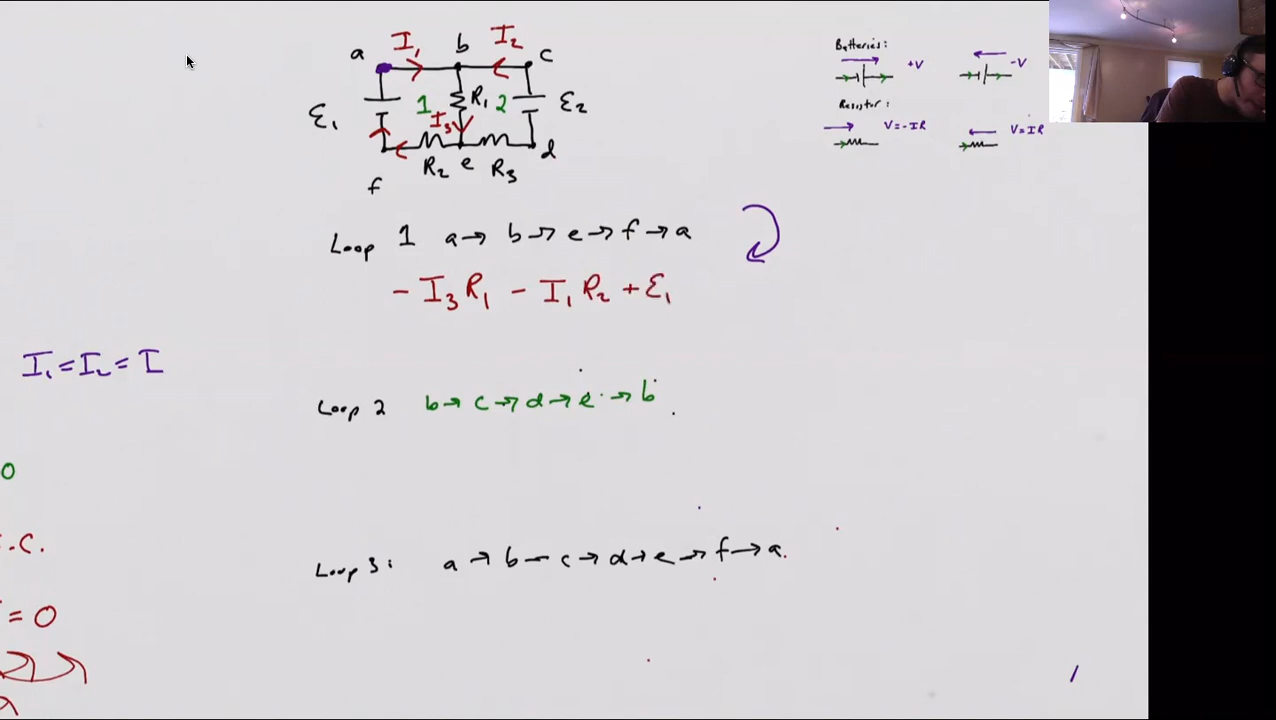 a I₁ b I₂ c
ε₁ 1 R₁ 2 ε₂
I₃
R₂ e R₃ d
f
Batteries:
+V -V
Resistor:
V=-IR V=IR
Loop 1 a→ b→ e→ f→ a
- I₃R₁ - I₁R₂ + ε₁
I₁=I₂=I
Loop 2 b→ c→ d→ e→ b
0
.C.
= 0
Loop 3: a→ b→ c→ d→ e→ f→ a